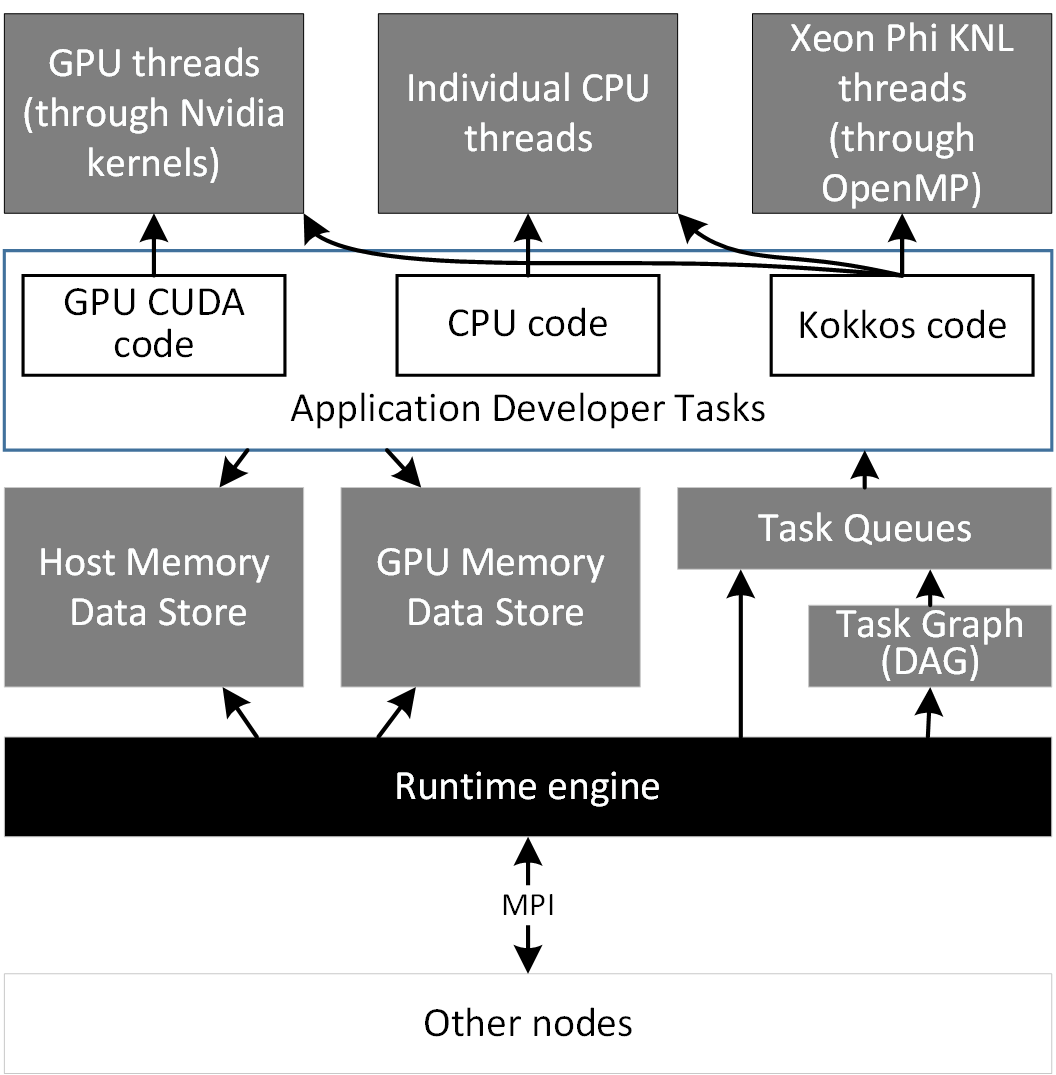 GPU threads
(through Nvidia
kernels)
Individual CPU
threads
Xeon Phi KNL
threads
(through
OpenMP)
GPU CUDA
code
CPU code
Kokkos code
Application Developer Tasks
Host Memory
Data Store
GPU Memory
Data Store
Task Queues
Task Graph
(DAG)
Runtime engine
MPI
Other nodes